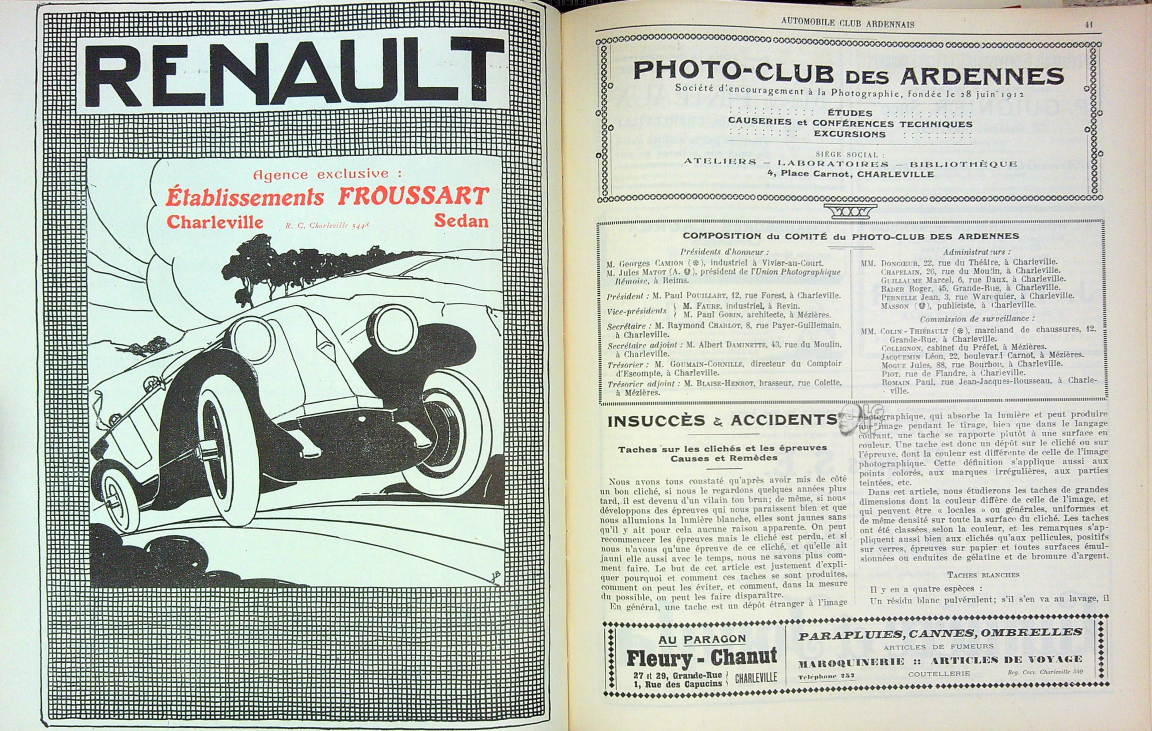 RENAULT
Agence exclusive :
Établissements FROUSSART
Charleville R. C. Charleville 344⁸ Sedan
JB
AUTOMOBILE CLUB ARDENNAIS 41
PHOTO-CLUB DES ARDENNES
Société d'encouragement à la Photographie, fondée le 28 juin 1912
ÉTUDES
CAUSERIES et CONFÉRENCES TECHNIQUES
EXCURSIONS
SIÈGE SOCIAL :
ATELIERS – LABORATOIRES – BIBLIOTHÈQUE
4, Place Carnot, CHARLEVILLE
COMPOSITION du COMITÉ du PHOTO-CLUB DES ARDENNES
Présidents d'honneur :
M. Georges CAMION (✽), industriel à Vivier-au-Court.
M. Jules MATOT (A. ), président de l'Union Photographique
Rémoise, à Reims.
Président : M. Paul POUILLART, 12, rue Forest, à Charleville.
Vice-présidents { M. FAURE, industriel, à Revin.
M. Paul GOBIN, architecte, à Mézières.
Secrétaire : M. Raymond CHARLOT, 8, rue Payer-Guillemain,
à Charleville.
Secrétaire adjoint : M. Albert DAMINETTE, 43, rue du Moulin,
à Charleville.
Trésorier : M. GOUMAIN-CORNILLE, directeur du Comptoir
d'Escompte, à Charleville.
Trésorier adjoint : M. BLAISE-HENROT, brasseur, rue Colette,
à Mézières.
Administrateurs :
MM. DONCŒUR, 22, rue du Théâtre, à Charleville.
CHAPELAIN, 26, rue du Moulin, à Charleville.
GUILLAUME Marcel, 6, rue Daux, à Charleville.
BADER Roger, 45, Grande-Rue, à Charleville.
PERNELLE Jean, 3, rue Warcquier, à Charleville.
MASSON ( ), publiciste, à Charleville.
Commission de surveillance :
MM. COLIN-THIÉBAULT (✽), marchand de chaussures, 12,
Grande-Rue, à Charleville.
COLLIGNON, cabinet du Préfet, à Mézières.
JACQUEMIN Léon, 22, boulevard Carnot, à Mézières.
MOGUE Jules, 88, rue Bourbon, à Charleville.
PIOT, rue de Flandre, à Charleville.
ROMAIN Paul, rue Jean-Jacques-Rousseau, à Charle-
ville.
INSUCCÈS & ACCIDENTS
Taches sur les clichés et les épreuves
Causes et Remèdes
Nous avons tous constaté qu'après avoir mis de côté
un bon cliché, si nous le regardons quelques années plus
tard, il est devenu d'un vilain ton brun; de même, si nous
développons des épreuves qui nous paraissent bien et que
nous allumions la lumière blanche, elles sont jaunes sans
qu'il y ait pour cela aucune raison apparente. On peut
recommencer les épreuves mais le cliché est perdu, et si
nous n'avons qu'une épreuve de ce cliché, et qu'elle ait
jauni elle aussi avec le temps, nous ne savons plus com-
ment faire. Le but de cet article est justement d'expli-
quer pourquoi et comment ces taches se sont produites,
comment on peut les éviter, et comment, dans la mesure
du possible, on peut les faire disparaître.
En général, une tache est un dépôt étranger à l'image
photographique, qui absorbe la lumière et peut produire
une image pendant le tirage, bien que dans le langage
courant, une tache se rapporte plutôt à une surface en
couleur. Une tache est donc un dépôt sur le cliché ou sur
l'épreuve, dont la couleur est différente de celle de l'image
photographique. Cette définition s'applique aussi aux
points colorés, aux marques irrégulières, aux parties
teintées, etc.
Dans cet article, nous étudierons les taches de grandes
dimensions dont la couleur diffère de celle de l'image, et
qui peuvent être « locales » ou générales, uniformes et
de même densité sur toute la surface du cliché. Les taches
ont été classées selon la couleur, et les remarques s'ap-
pliquent aussi bien aux clichés qu'aux pellicules, positifs
sur verres, épreuves sur papier et toutes surfaces émul-
sionnées ou enduites de gélatine et de bromure d'argent.
TACHES BLANCHES
Il y en a quatre espèces :
Un résidu blanc pulvérulent; s'il s'en va au lavage, il
AU PARAGON
Fleury - Chanut
27 et 29, Grande-Rue
1, Rue des Capucins } CHARLEVILLE
PARAPLUIES, CANNES, OMBRELLES
ARTICLES DE FUMEURS
MAROQUINERIE :: ARTICLES DE VOYAGE
Téléphone 252 COUTELLERIE Reg. Com. Charleville 340